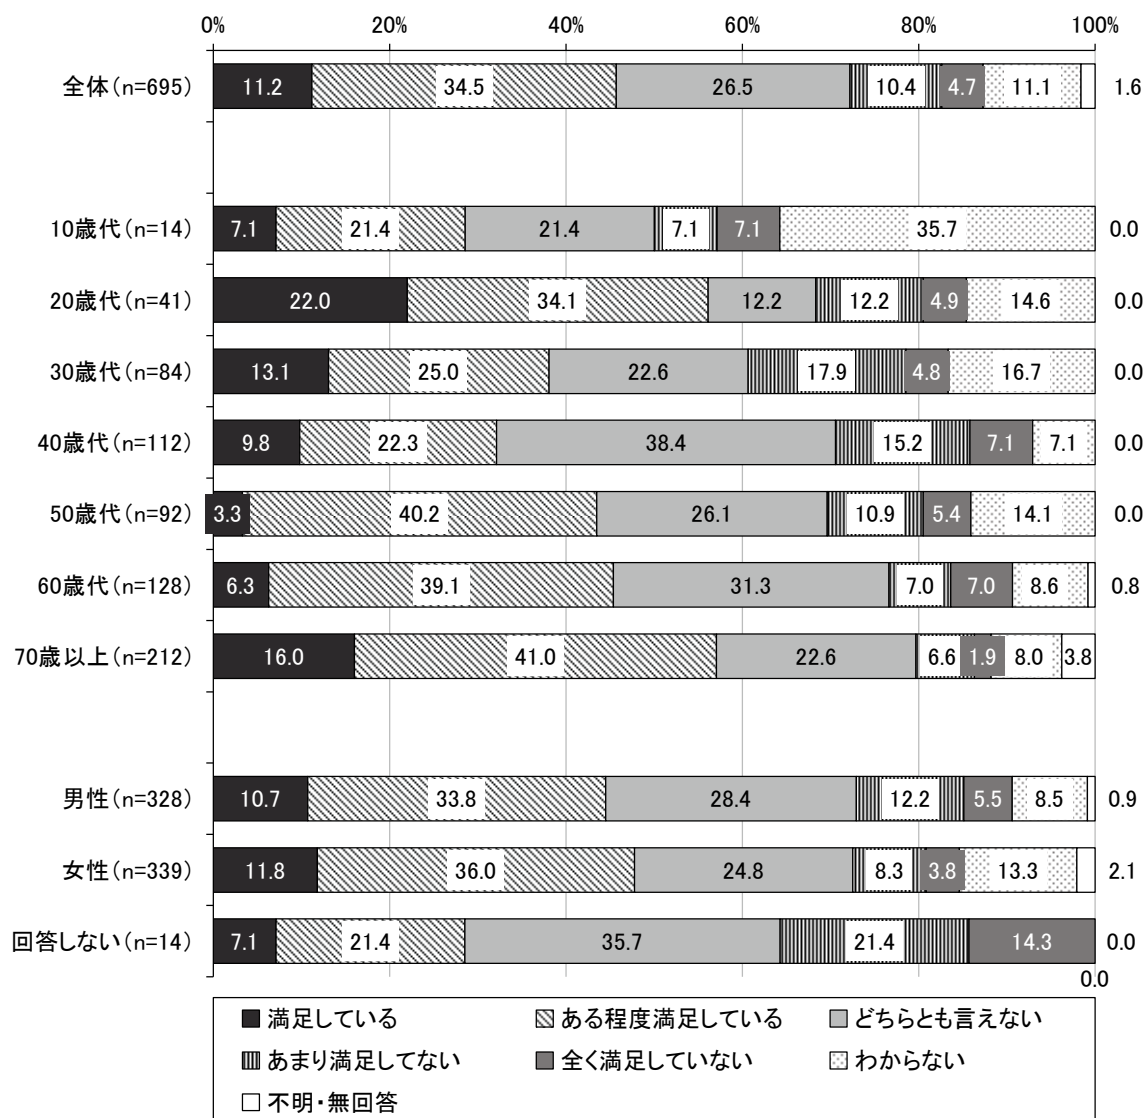 0% 20% 40% 60% 80% 100%
全体(n=695) 11.2 34.5 26.5 10.4 4.7 11.1 1.6
10歳代(n=14) 7.1 21.4 21.4 7.1 7.1 35.7 0.0
20歳代(n=41) 22.0 34.1 12.2 12.2 4.9 14.6 0.0
30歳代(n=84) 13.1 25.0 22.6 17.9 4.8 16.7 0.0
40歳代(n=112) 9.8 22.3 38.4 15.2 7.1 7.1 0.0
50歳代(n=92) 3.3 40.2 26.1 10.9 5.4 14.1 0.0
60歳代(n=128) 6.3 39.1 31.3 7.0 7.0 8.6 0.8
70歳以上(n=212) 16.0 41.0 22.6 6.6 1.9 8.0 3.8
男性(n=328) 10.7 33.8 28.4 12.2 5.5 8.5 0.9
女性(n=339) 11.8 36.0 24.8 8.3 3.8 13.3 2.1
回答しない(n=14) 7.1 21.4 35.7 21.4 14.3 0.0
0.0
満足している ある程度満足している どちらとも言えない
あまり満足してない 全く満足していない わからない
不明・無回答